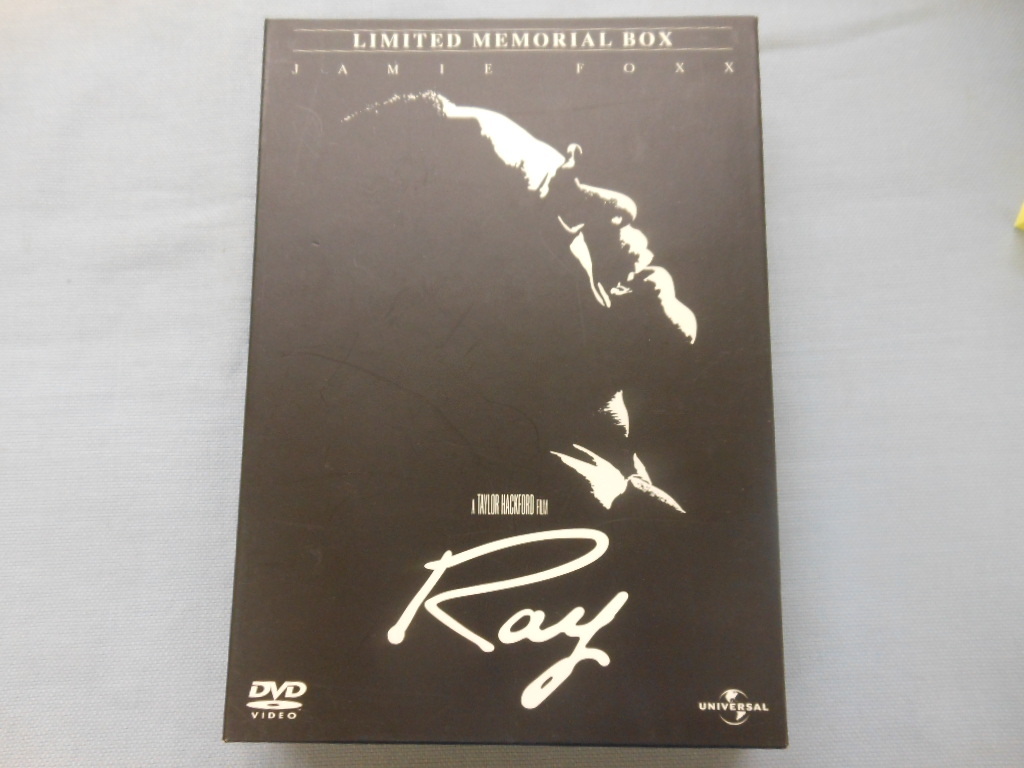 LIMITED MEMORIAL BOX
JAMIE FOXX
A TAYLOR HACKFORD FILM
Ray
DVD
VIDEO
UNIVERSAL